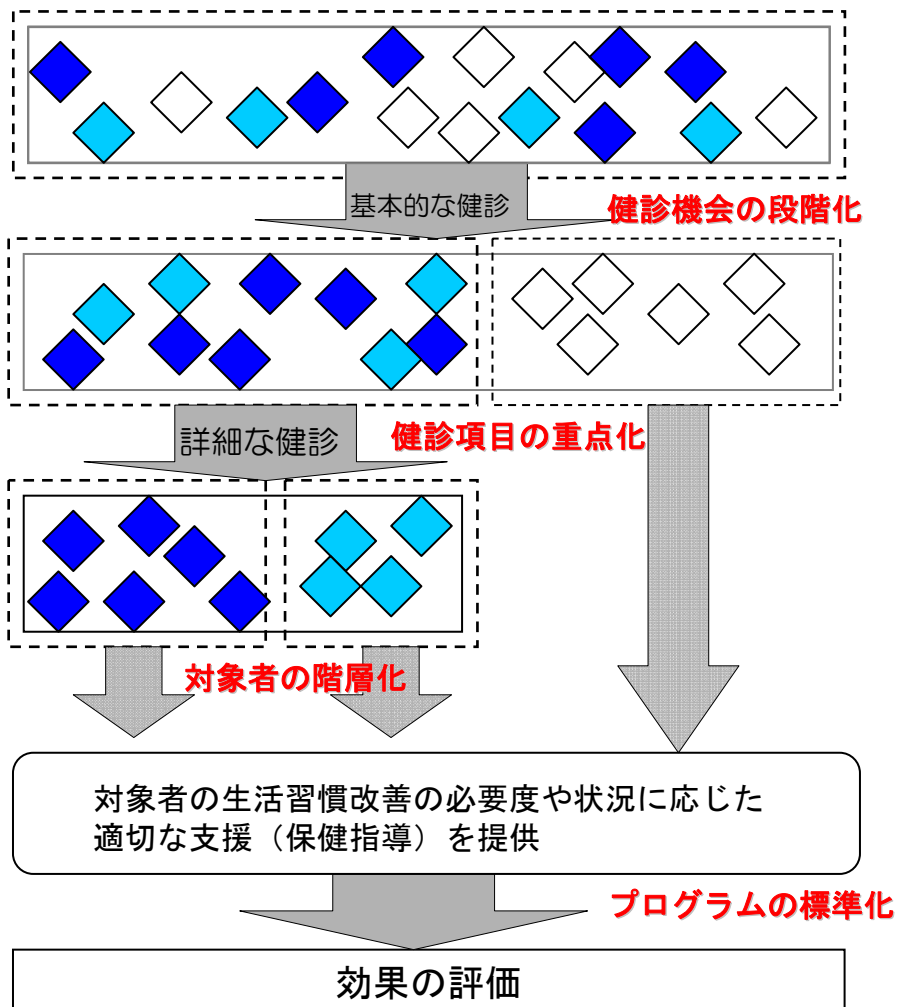 基本的な健診
健診機会の段階化
詳細な健診
健診項目の重点化
対象者の階層化
対象者の生活習慣改善の必要度や状況に応じた
適切な支援（保健指導）を提供
プログラムの標準化
効果の評価